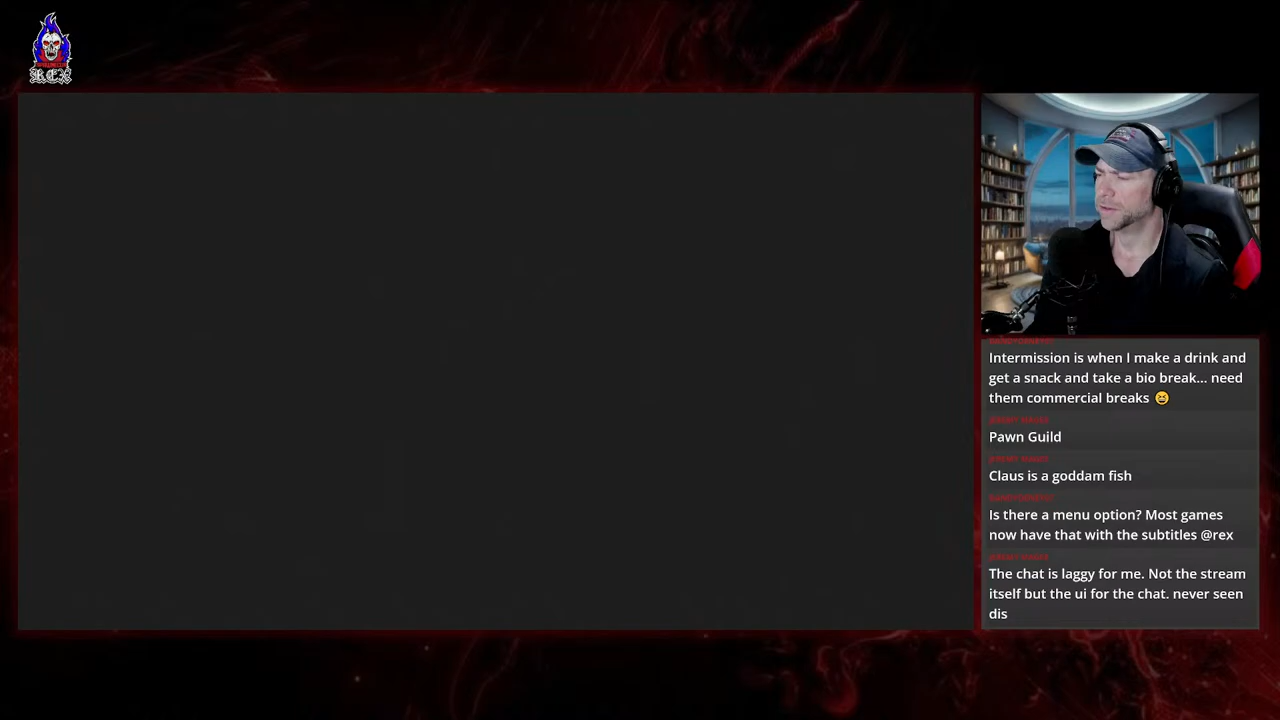 REX
Intermission is when I make a drink and
get a snack and take a bio break... need
them commercial breaks 😆
Pawn Guild
Claus is a goddam fish
Is there a menu option? Most games
now have that with the subtitles @rex
The chat is laggy for me. Not the stream
itself but the ui for the chat. never seen
dis